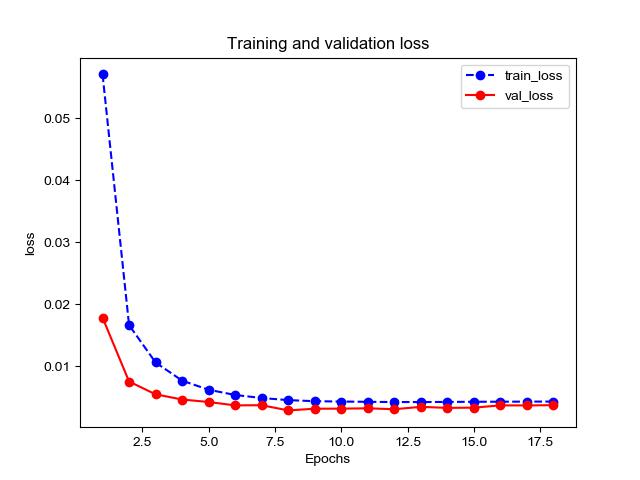 Training and validation loss
train_loss
val_loss
loss
0.05
0.04
0.03
0.02
0.01
2.5 5.0 7.5 10.0 12.5 15.0 17.5
Epochs